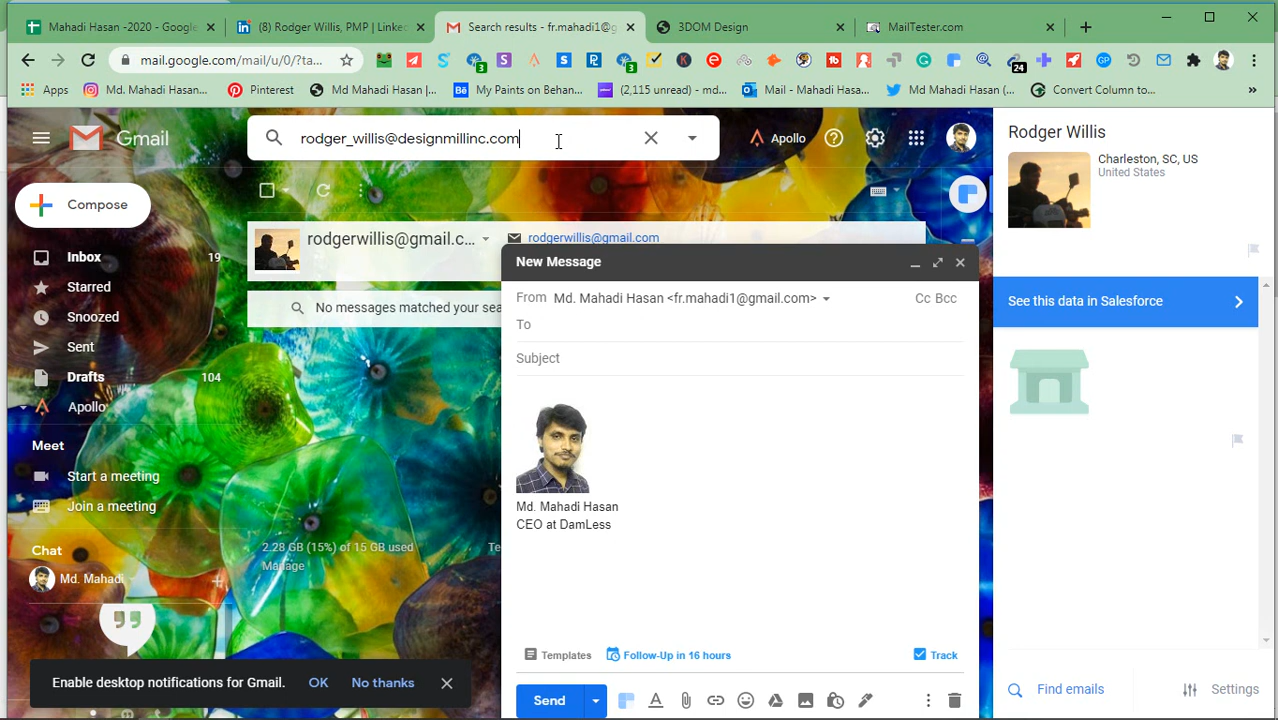 Mahadi Hasan -2020 - Google
(8) Rodger Willis, PMP | Linke
Search results - fr.mahadi1@g
3DOM Design
MailTester.com
mail.google.com/mail/u/0/?ta...
3
3
24
Apps
Md. Mahadi Hasan...
Pinterest
Md Mahadi Hasan |...
My Paints on Behan...
(2,115 unread) - md...
Mail - Mahadi Hasa...
Md Mahadi Hasan (...
Convert Column to...
»
Gmail
rodger_willis@designmillinc.com
Apollo
Rodger Willis
Charleston, SC, US
United States
Compose
rodgerwillis@gmail.c...
rodgerwillis@gmail.com
Inbox 19
Starred
Snoozed
Sent
Drafts 104
Apollo
No messages matched your sea
New Message
From Md. Mahadi Hasan <fr.mahadi1@gmail.com>
Cc Bcc
To
Subject
See this data in Salesforce
Meet
Start a meeting
Join a meeting
Md. Mahadi Hasan
CEO at DamLess
Chat
Md. Mahadi
2.28 GB (15%) of 15 GB used
Manage
Te
Templates
Follow-Up in 16 hours
Track
Enable desktop notifications for Gmail. OK No thanks
Send
Find emails
Settings